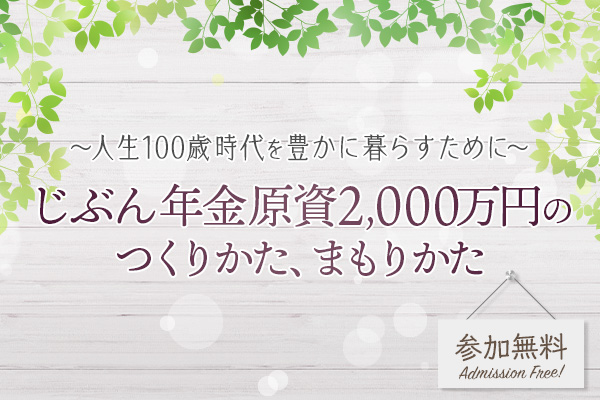 ～人生100歳時代を豊かに暮らすために～
じぶん年金原資2,000万円の
つくりかた、まもりかた
参加無料
Admission Free!